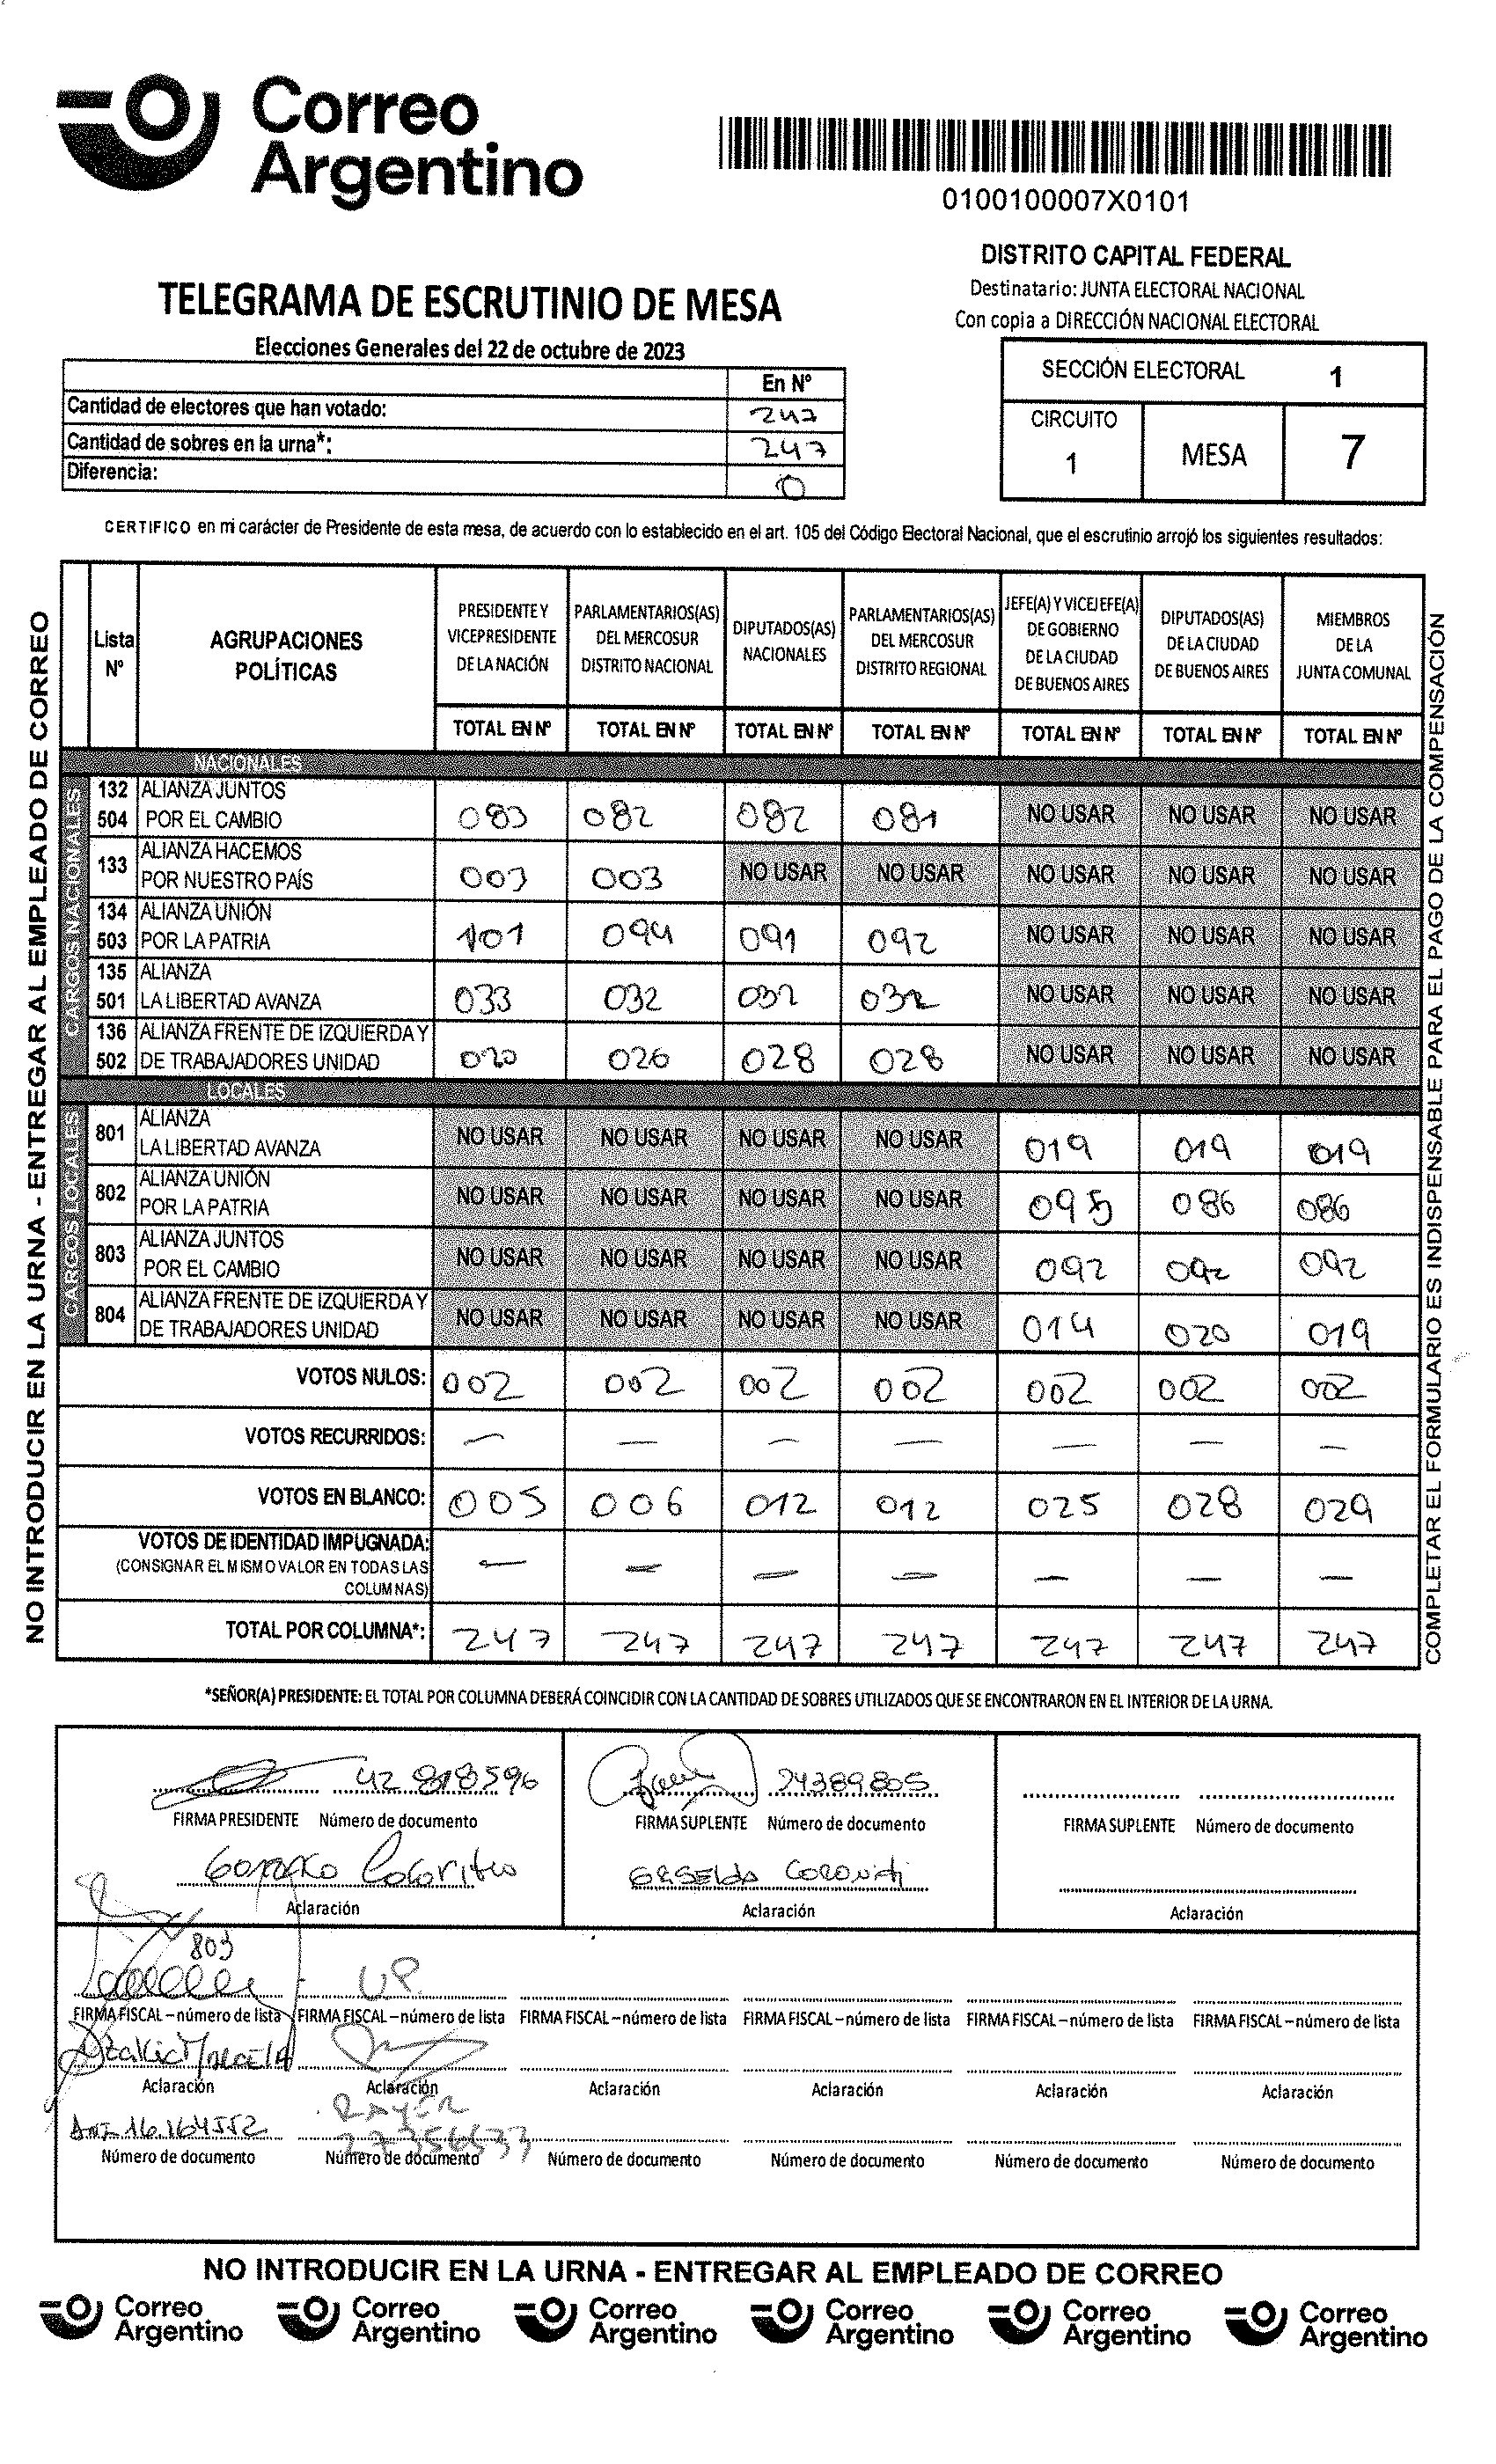 Correo
Argentino
0100100007X0101
DISTRITO CAPITAL FEDERAL
Destinatario: JUNTA ELECTORAL NACIONAL
Con copia a DIRECCIÓN NACIONAL ELECTORAL
TELEGRAMA DE ESCRUTINIO DE MESA
Elecciones Generales del 22 de octubre de 2023
En Nº
Cantidad de electores que han votado: 247
Cantidad de sobres en la urna*: 247
Diferencia: 0
SECCIÓN ELECTORAL 1
CIRCUITO
1
MESA 7
CERTIFICO en mi carácter de Presidente de esta mesa, de acuerdo con lo establecido en el art. 105 del Código Electoral Nacional, que el escrutinio arrojó los siguientes resultados:
NO INTRODUCIR EN LA URNA - ENTREGAR AL EMPLEADO DE CORREO
Lista
Nº
AGRUPACIONES
POLÍTICAS
PRESIDENTE Y
VICEPRESIDENTE
DE LA NACIÓN
PARLAMENTARIOS(AS)
DEL MERCOSUR
DISTRITO NACIONAL
DIPUTADOS(AS)
NACIONALES
PARLAMENTARIOS(AS)
DEL MERCOSUR
DISTRITO REGIONAL
JEFE(A) Y VICEJEFE(A)
DE GOBIERNO
DE LA CIUDAD
DE BUENOS AIRES
DIPUTADOS(AS)
DE LA CIUDAD
DE BUENOS AIRES
MIEMBROS
DE LA
JUNTA COMUNAL
TOTAL EN Nº TOTAL EN Nº TOTAL EN Nº TOTAL EN Nº TOTAL EN Nº TOTAL EN Nº TOTAL EN Nº
NACIONALES
CARGOS NACIONALES
132 ALIANZA JUNTOS
504 POR EL CAMBIO 083 082 082 081 NO USAR NO USAR NO USAR
ALIANZA HACEMOS
133 POR NUESTRO PAÍS 003 003 NO USAR NO USAR NO USAR NO USAR NO USAR
134 ALIANZA UNIÓN
503 POR LA PATRIA 101 094 091 092 NO USAR NO USAR NO USAR
135 ALIANZA
501 LA LIBERTAD AVANZA 033 032 032 032 NO USAR NO USAR NO USAR
136 ALIANZA FRENTE DE IZQUIERDA Y
502 DE TRABAJADORES UNIDAD 020 026 028 028 NO USAR NO USAR NO USAR
LOCALES
CARGOS LOCALES
ALIANZA
801 LA LIBERTAD AVANZA NO USAR NO USAR NO USAR NO USAR 019 019 019
ALIANZA UNIÓN
802 POR LA PATRIA NO USAR NO USAR NO USAR NO USAR 095 086 086
ALIANZA JUNTOS
803 POR EL CAMBIO NO USAR NO USAR NO USAR NO USAR 092 092 092
ALIANZA FRENTE DE IZQUIERDA Y
804 DE TRABAJADORES UNIDAD NO USAR NO USAR NO USAR NO USAR 014 020 019
VOTOS NULOS: 002 002 002 002 002 002 002
VOTOS RECURRIDOS: — — — — — — —
VOTOS EN BLANCO: 005 006 012 012 025 028 029
VOTOS DE IDENTIDAD IMPUGNADA:
(CONSIGNAR EL MISMO VALOR EN TODAS LAS
COLUMNAS) — — — — — — —
TOTAL POR COLUMNA*: 247 247 247 247 247 247 247
COMPLETAR EL FORMULARIO ES INDISPENSABLE PARA EL PAGO DE LA COMPENSACIÓN
*SEÑOR(A) PRESIDENTE: EL TOTAL POR COLUMNA DEBERÁ COINCIDIR CON LA CANTIDAD DE SOBRES UTILIZADOS QUE SE ENCONTRARON EN EL INTERIOR DE LA URNA.
42 818596 24389805
FIRMA PRESIDENTE Número de documento FIRMA SUPLENTE Número de documento FIRMA SUPLENTE Número de documento
Aclaración Aclaración Aclaración
803
UP.
FIRMA FISCAL – número de lista FIRMA FISCAL – número de lista FIRMA FISCAL – número de lista FIRMA FISCAL – número de lista FIRMA FISCAL – número de lista FIRMA FISCAL – número de lista
Aclaración Aclaración Aclaración Aclaración Aclaración Aclaración
DNI 16.164552 27356533
Número de documento Número de documento Número de documento Número de documento Número de documento Número de documento
NO INTRODUCIR EN LA URNA - ENTREGAR AL EMPLEADO DE CORREO
Correo Correo Correo Correo Correo Correo
Argentino Argentino Argentino Argentino Argentino Argentino